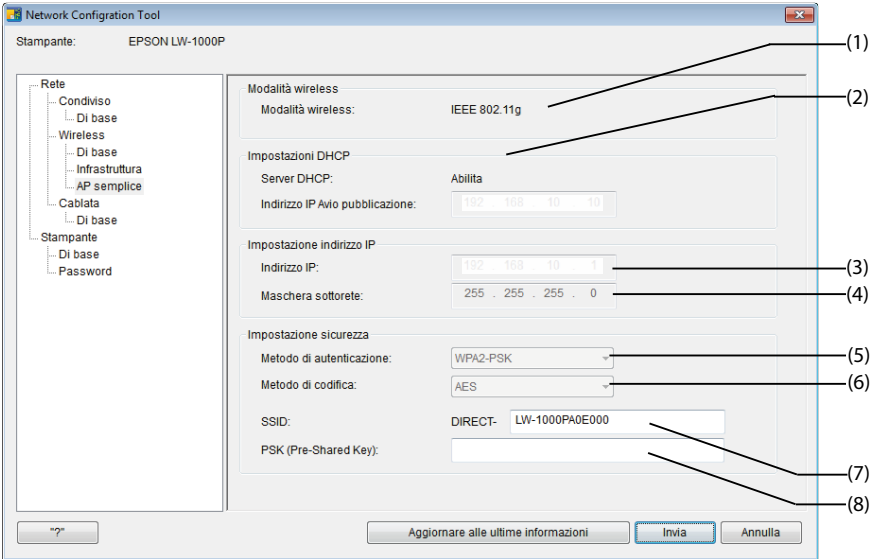 Network Configration Tool
Stampante: EPSON LW-1000P
Rete
Condiviso
Di base
Wireless
Di base
Infrastruttura
AP semplice
Cablata
Di base
Stampante
Di base
Password
Modalità wireless
Modalità wireless: IEEE 802.11g
(1)
Impostazioni DHCP
(2)
Server DHCP: Abilita
Indirizzo IP Avio pubblicazione: 192 168 10 10
Impostazione indirizzo IP
Indirizzo IP: 192 168 10 1
(3)
Maschera sottorete: 255 . 255 . 255 . 0
(4)
Impostazione sicurezza
Metodo di autenticazione: WPA2-PSK
(5)
Metodo di codifica: AES
(6)
SSID: DIRECT- LW-1000PA0E000
(7)
PSK (Pre-Shared Key):
(8)
"?"
Aggiornare alle ultime informazioni
Invia
Annulla